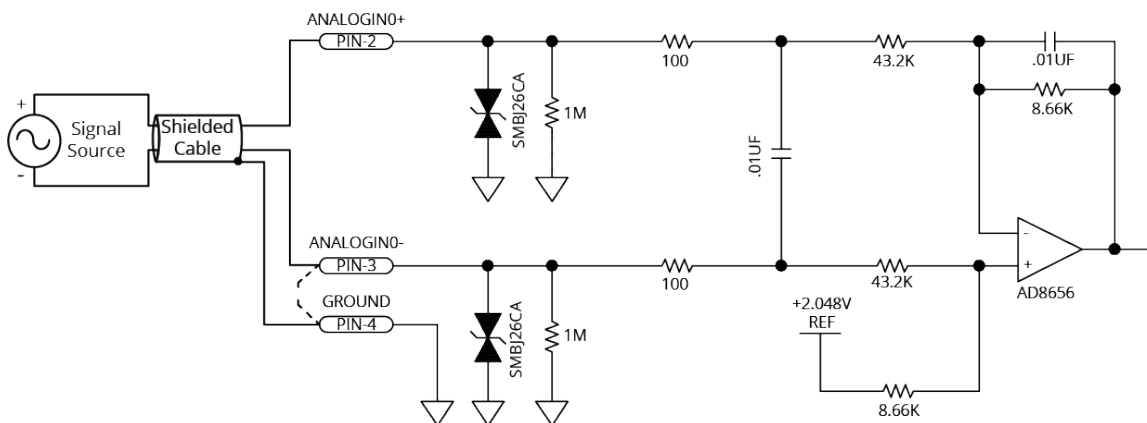 ANALOGIN0+
PIN-2
100
43.2K
.01UF
8.66K
SMBJ26CA
1M
+
Signal
Source
-
Shielded
Cable
.01UF
ANALOGIN0-
PIN-3
100
43.2K
-
+
AD8656
GROUND
PIN-4
SMBJ26CA
1M
+2.048V
REF
8.66K